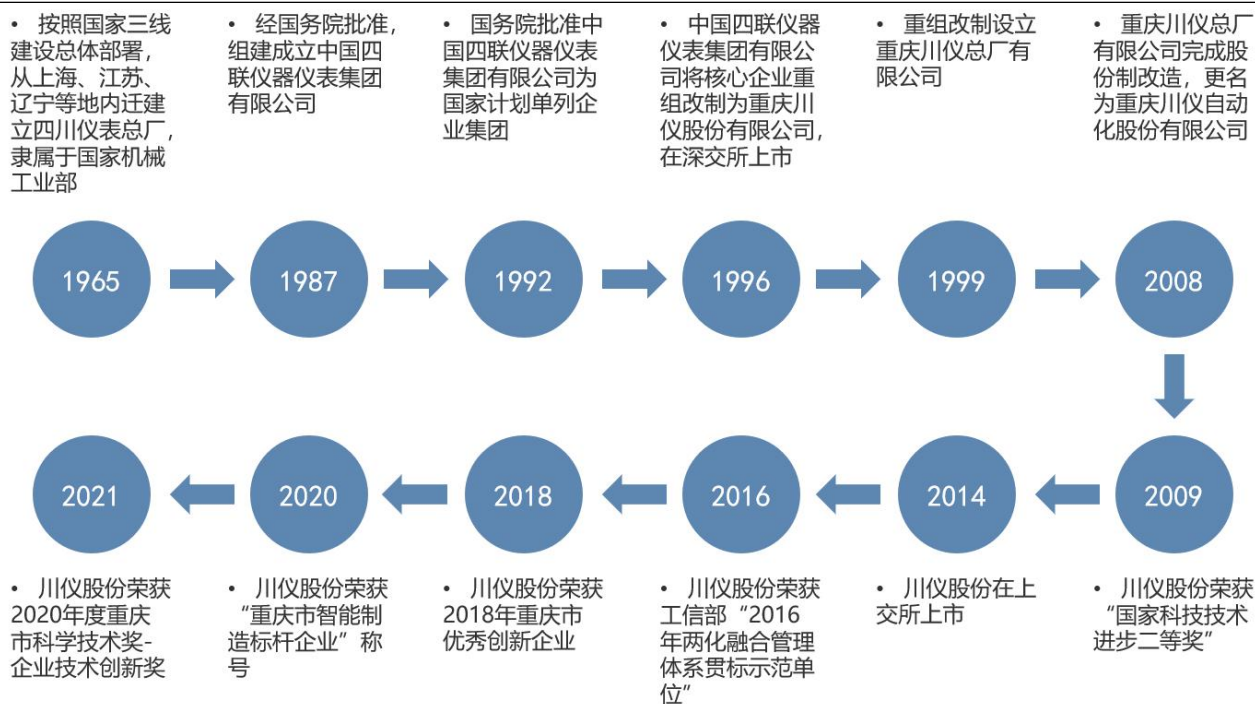 • 按照国家三线
建设总体部署，
从上海、江苏、
辽宁等地内迁建
立四川仪表总厂，
隶属于国家机械
工业部
• 经国务院批准，
组建成立中国四
联仪器仪表集团
有限公司
• 国务院批准中
国四联仪器仪表
集团有限公司为
国家计划单列企
业集团
• 中国四联仪器
仪表集团有限公
司将核心企业重
组改制为重庆川
仪股份有限公司，
在深交所上市
• 重组改制设立
重庆川仪总厂有
限公司
• 重庆川仪总厂
有限公司完成股
份制改造，更名
为重庆川仪自动
化股份有限公司
1965
1987
1992
1996
1999
2008
2021
2020
2018
2016
2014
2009
• 川仪股份荣获
2020年度重庆
市科学技术奖-
企业技术创新奖
• 川仪股份荣获
“重庆市智能制
造标杆企业”称
号
• 川仪股份荣获
2018年重庆市
优秀创新企业
• 川仪股份荣获
工信部“2016
年两化融合管理
体系贯标示范单
位”
• 川仪股份在上
交所上市
• 川仪股份荣获
“国家科技技术
进步二等奖”